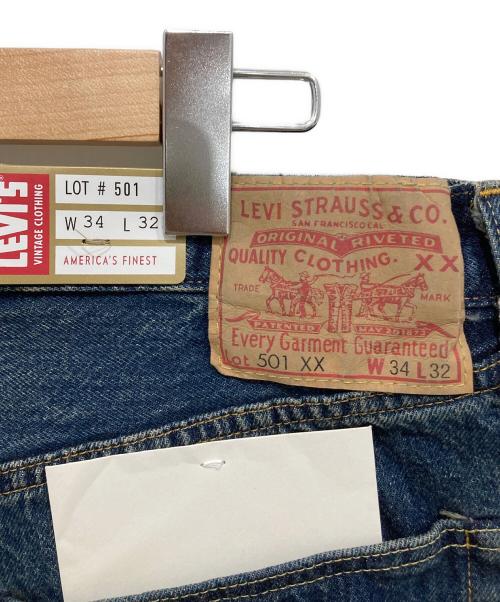 LEVI'S
VINTAGE CLOTHING
LOT # 501
W 34 L 32
AMERICA'S FINEST
LEVI STRAUSS & CO.
SAN FRANCISCO CAL
ORIGINAL RIVETED
QUALITY CLOTHING. XX
TRADE MARK
PATENTED MAY 20 1873
Every Garment Guaranteed
Lot 501 XX W 34 L 32